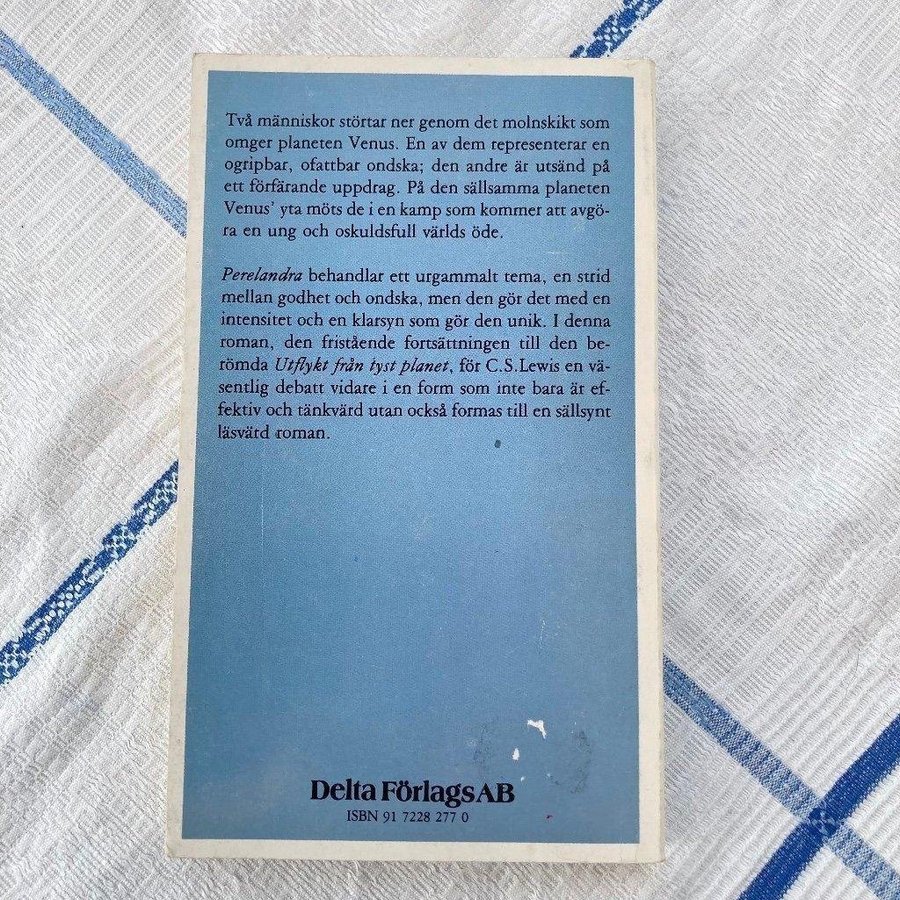 Två människor störtar ner genom det molnskikt som
omger planeten Venus. En av dem representerar en
ogripbar, ofattbar ondska; den andre är utsänd på
ett förfärande uppdrag. På den sällsamma planeten
Venus' yta möts de i en kamp som kommer att avgö-
ra en ung och oskuldsfull världs öde.
Perelandra behandlar ett urgammalt tema, en strid
mellan godhet och ondska, men den gör det med en
intensitet och en klarsyn som gör den unik. I denna
roman, den fristående fortsättningen till den be-
römda Utflykt från tyst planet, för C.S.Lewis en vä-
sentlig debatt vidare i en form som inte bara är ef-
fektiv och tänkvärd utan också formas till en sällsynt
läsvärd roman.
Delta Förlags AB
ISBN 91 7228 277 0